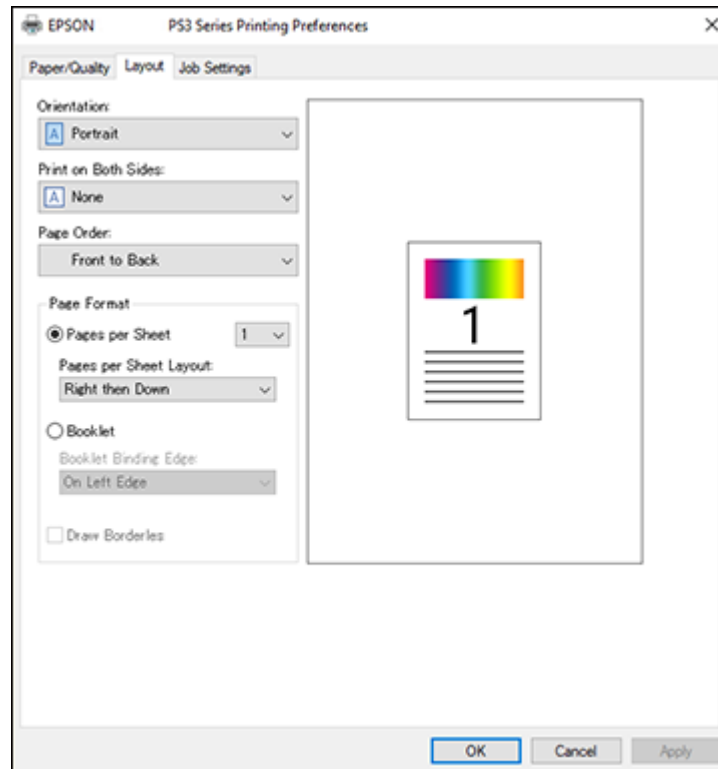 EPSON PS3 Series Printing Preferences
Paper/Quality Layout Job Settings
Orientation:
A Portrait
Print on Both Sides:
A None
Page Order:
Front to Back
Page Format
Pages per Sheet 1
Pages per Sheet Layout:
Right then Down
Booklet
Booklet Binding Edge:
On Left Edge
Draw Borderles
1
OK Cancel Apply